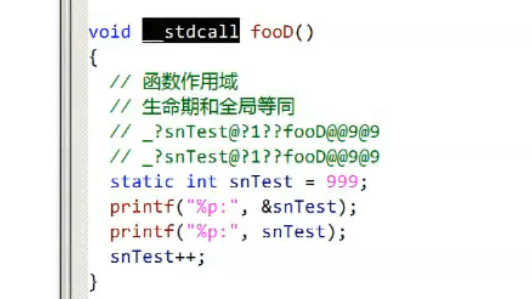 void __stdcall fooD()
{
// 函数作用域
// 生命期和全局等同
// _?snTest@?1??fooD@@9@9
// _?snTest@?1??fooD@@9@9
static int snTest = 999;
printf("%p:", &snTest);
printf("%p:", snTest);
snTest++;
}